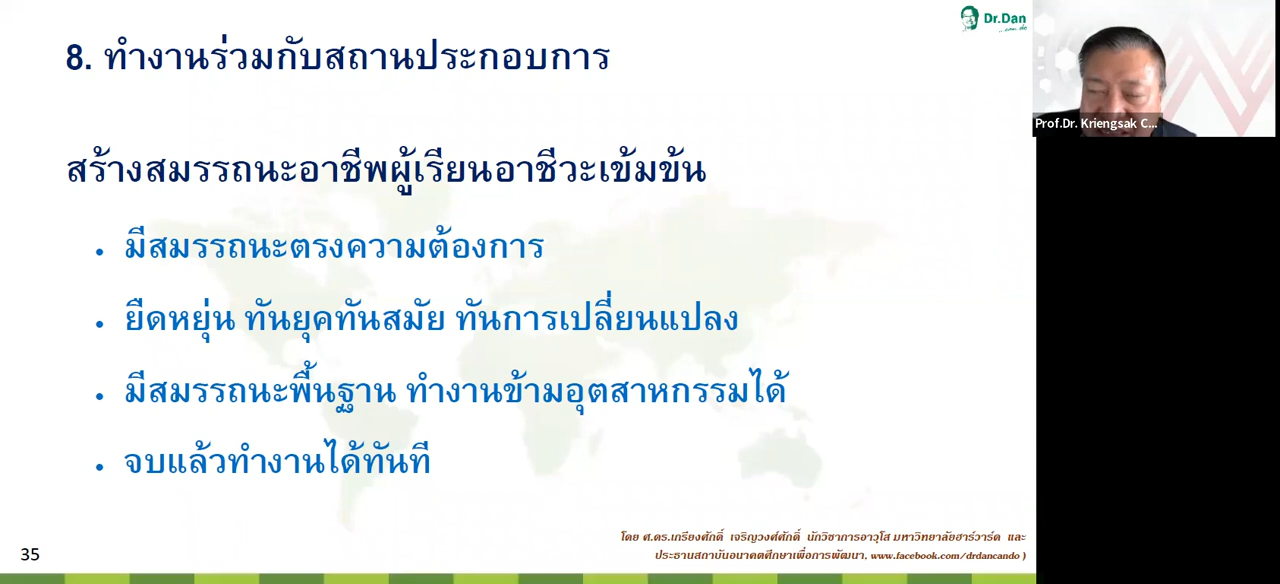 Dr.Dan
Prof.Dr. Kriengsak C...
8. ทำงานร่วมกับสถานประกอบการ
สร้างสมรรถนะอาชีพผู้เรียนอาชีวะเข้มข้น
• มีสมรรถนะตรงความต้องการ
• ยืดหยุ่น ทันยุคทันสมัย ทันการเปลี่ยนแปลง
• มีสมรรถนะพื้นฐาน ทำงานข้ามอุตสาหกรรมได้
• จบแล้วทำงานได้ทันที
โดย ศ.ดร.เกรียงศักดิ์ เจริญวงศ์ศักดิ์ นักวิชาการอาวุโส มหาวิทยาลัยฮาร์วาร์ด และ
ประธานสถาบันอนาคตศึกษาเพื่อการพัฒนา, www.facebook.com/drdancando )
35